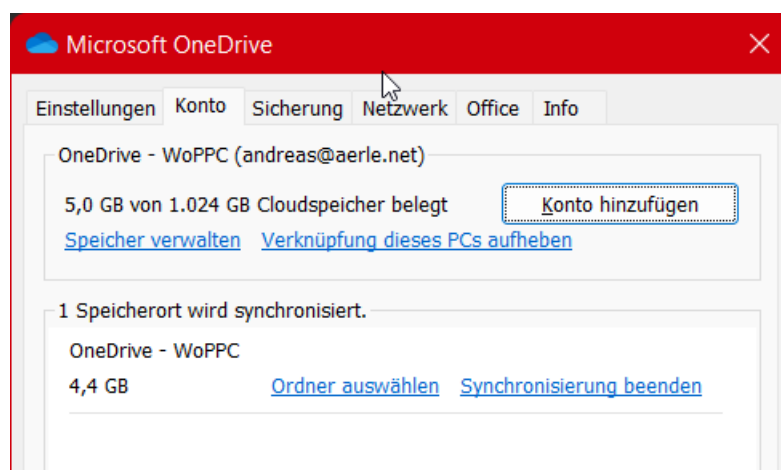 Microsoft OneDrive
Einstellungen Konto Sicherung Netzwerk Office Info
OneDrive - WoPPC (andreas@aerle.net)
5,0 GB von 1.024 GB Cloudspeicher belegt Konto hinzufügen
Speicher verwalten Verknüpfung dieses PCs aufheben
1 Speicherort wird synchronisiert.
OneDrive - WoPPC
4,4 GB Ordner auswählen Synchronisierung beenden